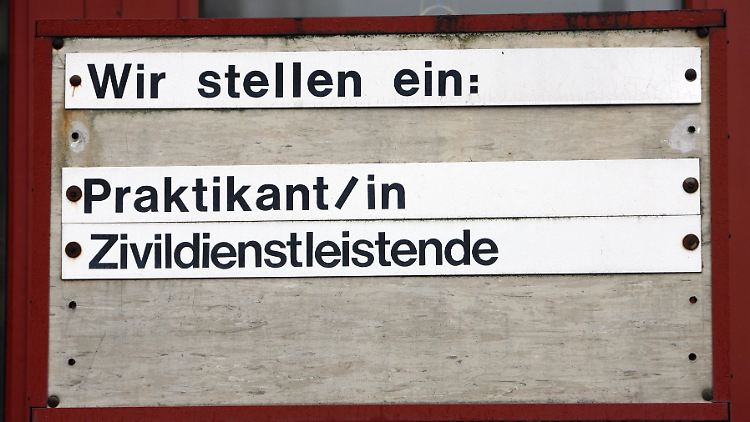 Wir stellen ein:
Praktikant/in
Zivildienstleistende